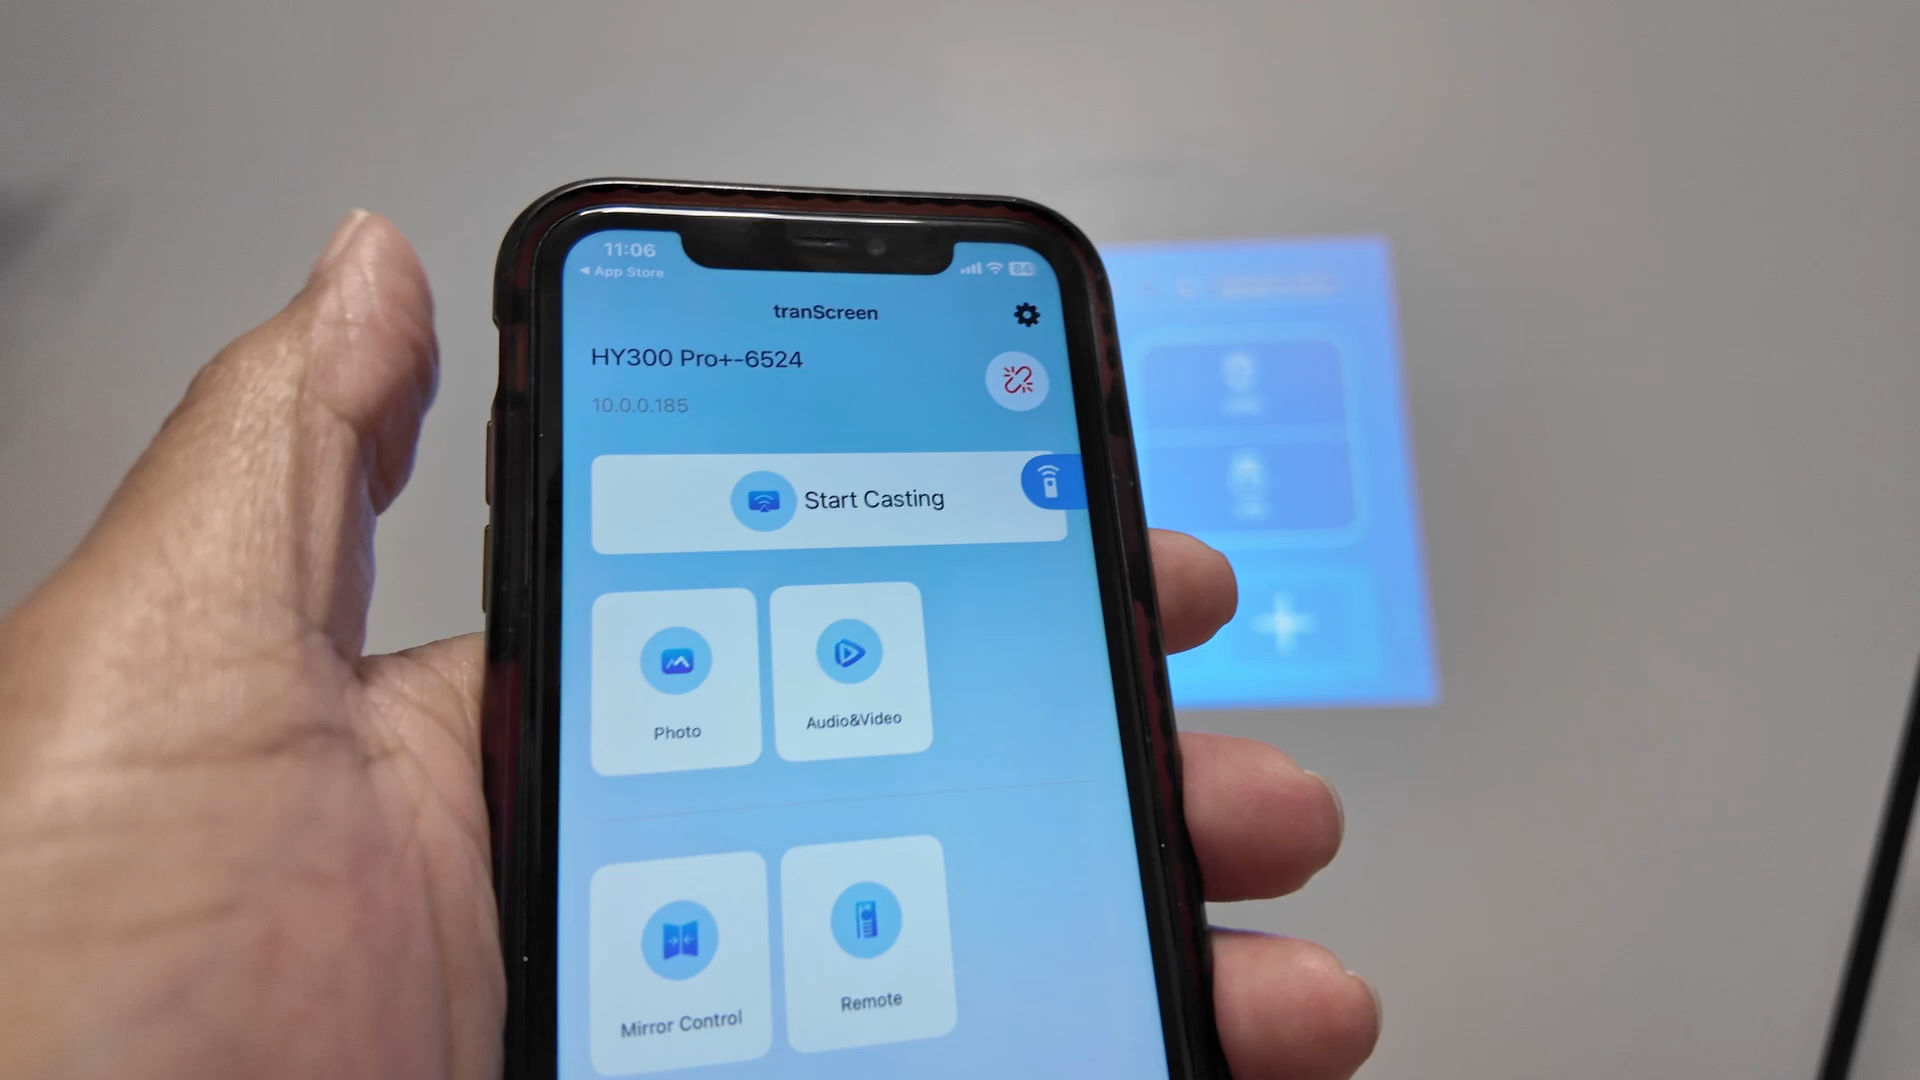 11:06
◀ App Store
84
tranScreen
HY300 Pro+-6524
10.0.0.185
Start Casting
Photo
Audio&Video
Mirror Control
Remote